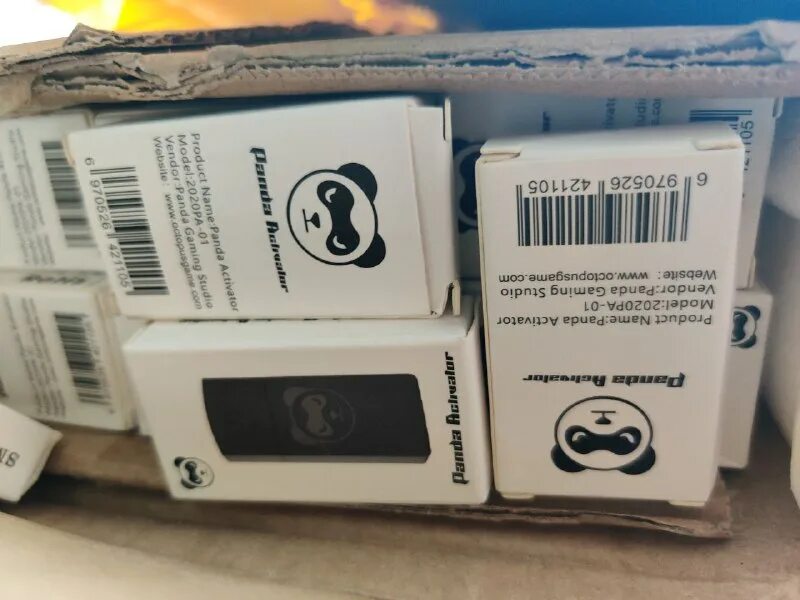 Panda Activator
Product Name:Panda Activator
Model:2020PA-01
Vendor:Panda Gaming Studio
Website：www.octopusgame.com
6 970526 421105
Panda Activator
6 970526 421105
Website：www.octopusgame.com
Vendor:Panda Gaming Studio
Model:2020PA-01
Product Name:Panda Activator
Panda Activator
421105